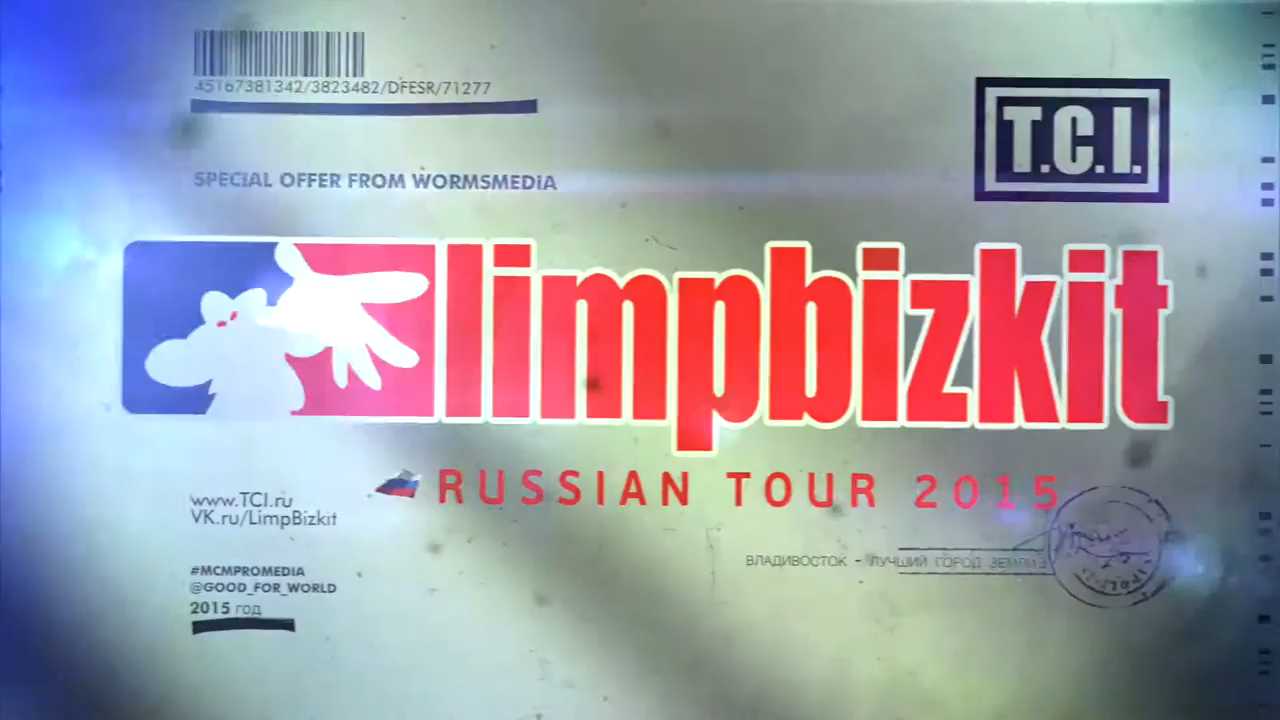 45167381342/3823482/DFESR/71277
T.C.I.
SPECIAL OFFER FROM WORMSMEDIA
limpbizkit
RUSSIAN TOUR 2015
www.TCI.ru
VK.ru/LimpBizkit
ВЛАДИВОСТОК - ЛУЧШИЙ ГОРОД ЗЕМЛИ
#MCMPROMEDIA
@GOOD_FOR_WORLD
2015 год